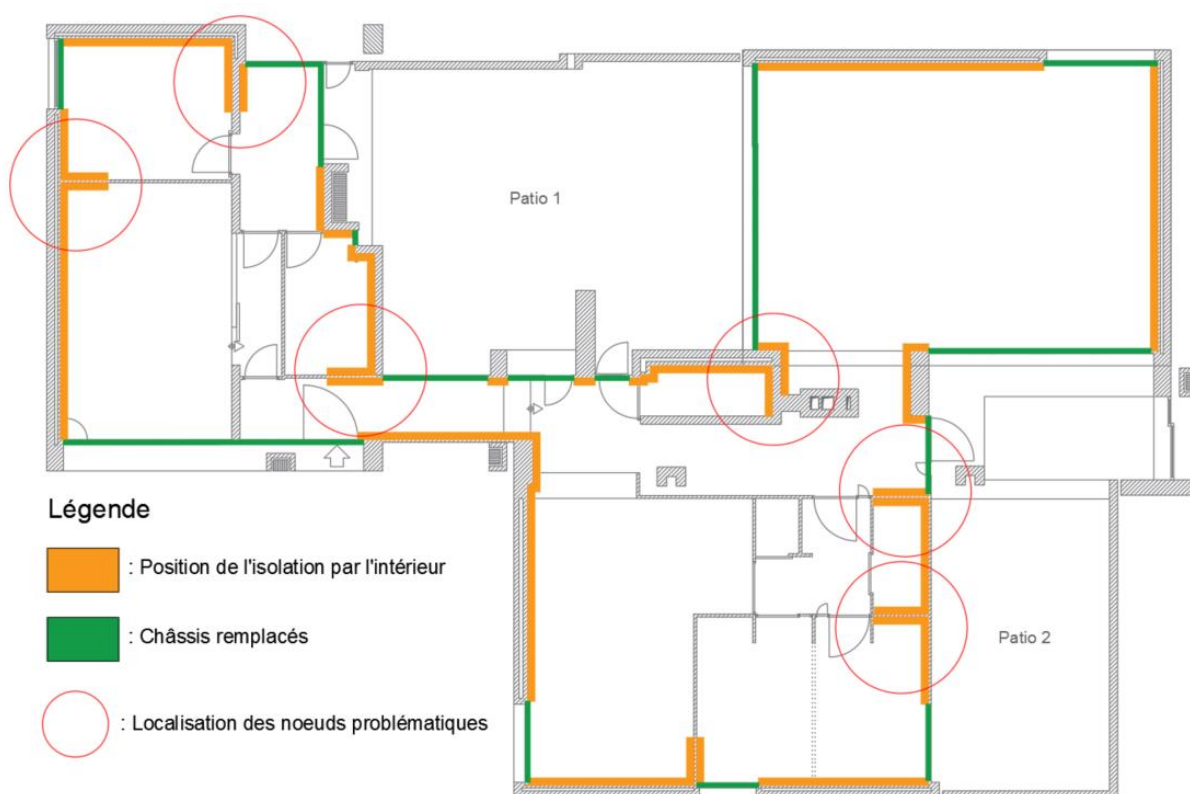 Patio 1
Légende
: Position de l'isolation par l'intérieur
: Châssis remplacés
Patio 2
: Localisation des noeuds problématiques